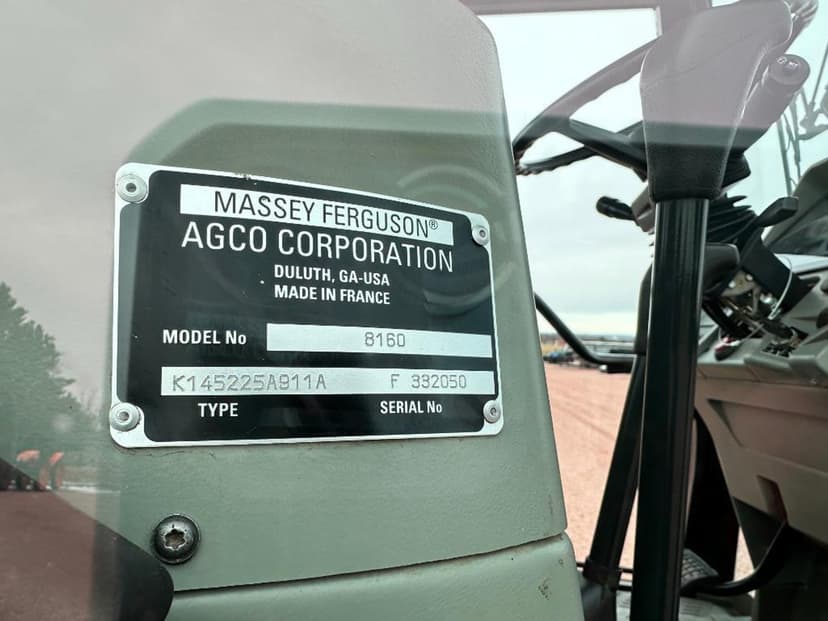 MASSEY FERGUSON®
AGCO CORPORATION
DULUTH, GA-USA
MADE IN FRANCE
MODEL No 8160
K145225A911A F 332050
TYPE SERIAL No